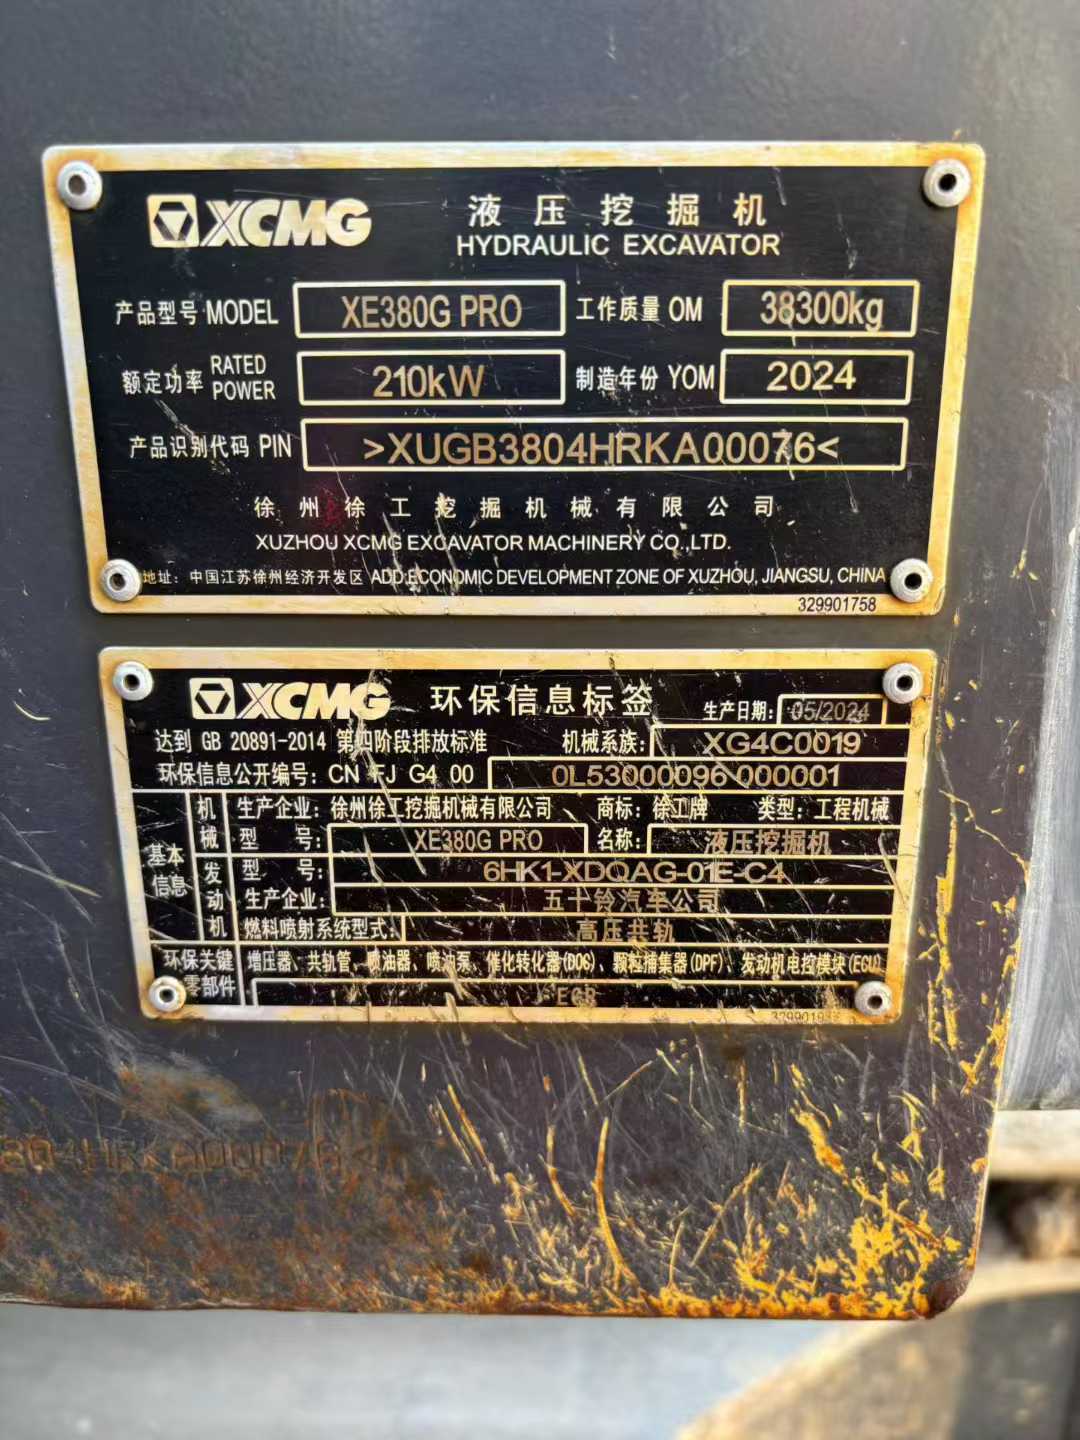 XCMG 液压挖掘机
HYDRAULIC EXCAVATOR
产品型号 MODEL XE380G PRO 工作质量 OM 38300kg
额定功率 RATED POWER 210kW 制造年份 YOM 2024
产品识别代码 PIN >XUGB3804HRKA00076<
徐州徐工挖掘机械有限公司
XUZHOU XCMG EXCAVATOR MACHINERY CO.,LTD.
地址：中国江苏徐州经济开发区 ADD:ECONOMIC DEVELOPMENT ZONE OF XUZHOU, JIANGSU, CHINA
329901758
XCMG 环保信息标签 生产日期：05/2024
达到 GB 20891-2014 第四阶段排放标准 机械系族：XG4C0019
环保信息公开编号：CN FJ G4 00 0L53000096 000001
基本信息
机械 生产企业：徐州徐工挖掘机械有限公司 商标：徐工牌 类型：工程机械
型 号：XE380G PRO 名称：液压挖掘机
发动机 型 号：6HK1-XDQAG-01E-C4
生产企业：五十铃汽车公司
燃料喷射系统型式：高压共轨
环保关键零部件 增压器、共轨管、喷油器、喷油泵、催化转化器(DOC)、颗粒捕集器(DPF)、发动机电控模块(ECU)
EGR
804HRKA00076<